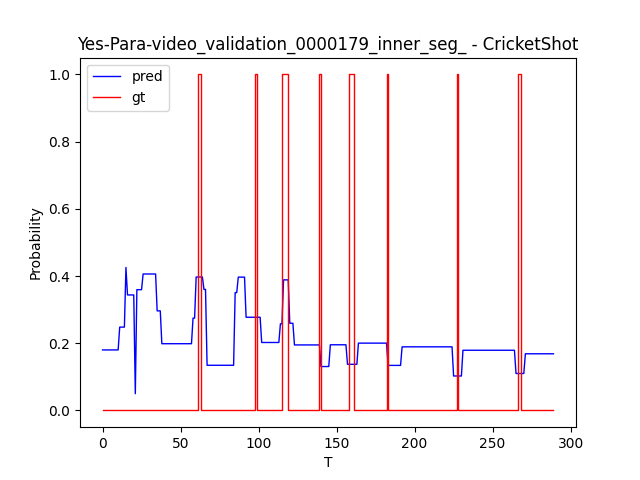 Yes-Para-video_validation_0000179_inner_seg_ - CricketShot
pred
gt
1.0
0.8
0.6
0.4
0.2
0.0
Probability
0
50
100
150
200
250
300
T